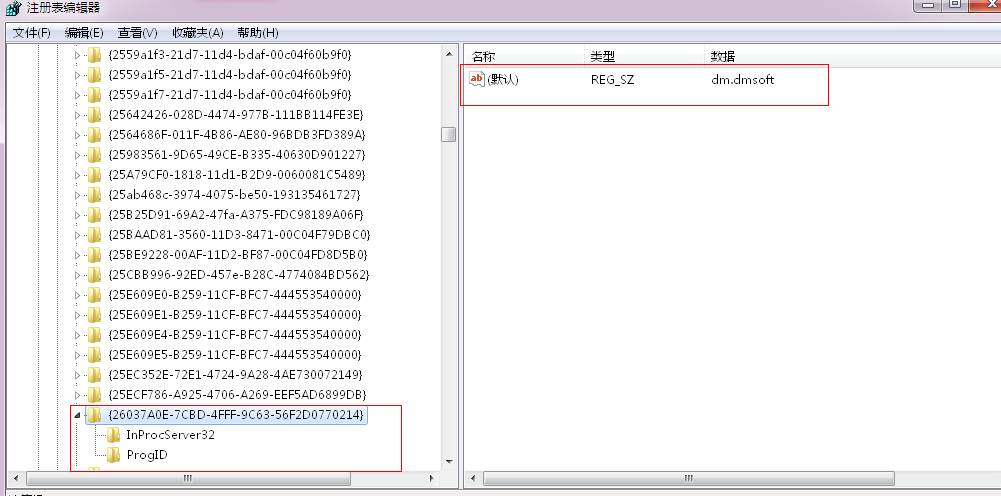 注册表编辑器
文件(F) 编辑(E) 查看(V) 收藏夹(A) 帮助(H)
{2559a1f3-21d7-11d4-bdaf-00c04f60b9f0}
{2559a1f5-21d7-11d4-bdaf-00c04f60b9f0}
{2559a1f7-21d7-11d4-bdaf-00c04f60b9f0}
{25642426-028D-4474-977B-111BB114FE3E}
{2564686F-011F-4B86-AE80-96BDB3FD389A}
{25983561-9D65-49CE-B335-40630D901227}
{25A79CF0-1818-11d1-B2D9-0060081C5489}
{25ab468c-3974-4075-be50-193135461727}
{25B25D91-69A2-47fa-A375-FDC98189A06F}
{25BAAD81-3560-11D3-8471-00C04F79DBC0}
{25BE9228-00AF-11D2-BF87-00C04FD8D5B0}
{25CBB996-92ED-457e-B28C-4774084BD562}
{25E609E0-B259-11CF-BFC7-444553540000}
{25E609E1-B259-11CF-BFC7-444553540000}
{25E609E4-B259-11CF-BFC7-444553540000}
{25E609E5-B259-11CF-BFC7-444553540000}
{25EC352E-72E1-4724-9A28-4AE730072149}
{25ECF786-A925-4706-A269-EEF5AD6899DB}
{26037A0E-7CBD-4FFF-9C63-56F2D0770214}
InProcServer32
ProgID
名称 类型 数据
ab (默认) REG_SZ dm.dmsoft